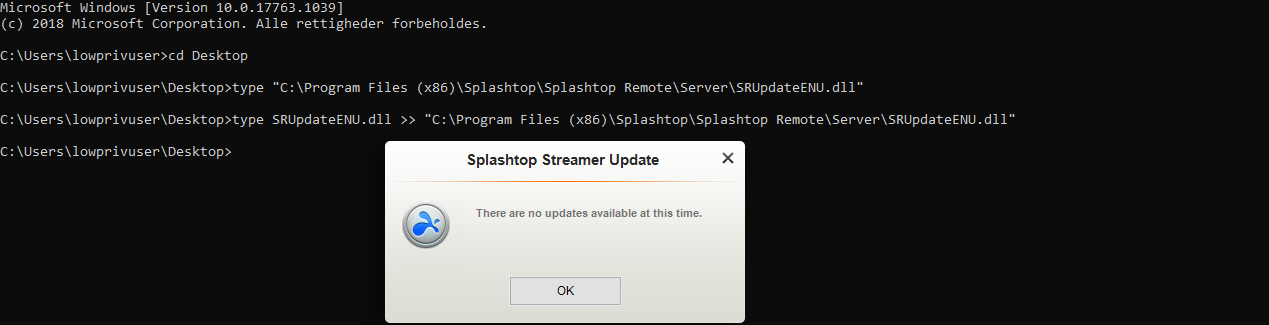 Microsoft Windows [Version 10.0.17763.1039]
(c) 2018 Microsoft Corporation. Alle rettigheder forbeholdes.
C:\Users\lowprivuser>cd Desktop
C:\Users\lowprivuser\Desktop>type "C:\Program Files (x86)\Splashtop\Splashtop Remote\Server\SRUpdateENU.dll"
C:\Users\lowprivuser\Desktop>type SRUpdateENU.dll >> "C:\Program Files (x86)\Splashtop\Splashtop Remote\Server\SRUpdateENU.dll"
C:\Users\lowprivuser\Desktop>
Splashtop Streamer Update
There are no updates available at this time.
OK